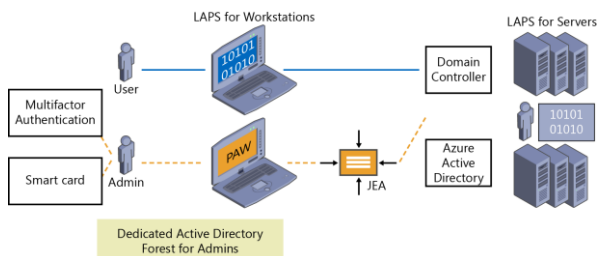 LAPS for Workstations
LAPS for Servers
10101
01010
User
Domain
Controller
Multifactor
Authentication
10101
01010
PAW
Admin
Smart card
JEA
Azure
Active
Directory
Dedicated Active Directory
Forest for Admins